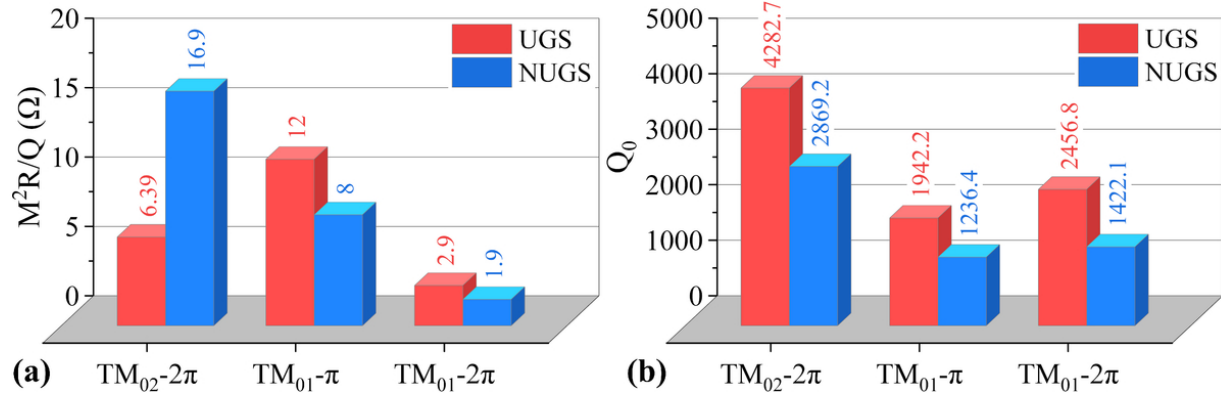 20
15
10
5
0
M²R/Q (Ω)
UGS
NUGS
6.39
16.9
12
8
2.9
1.9
(a)
TM₀₂-2π
TM₀₁-π
TM₀₁-2π
5000
4000
3000
2000
1000
0
Q₀
UGS
NUGS
4282.7
2869.2
1942.2
1236.4
2456.8
1422.1
(b)
TM₀₂-2π
TM₀₁-π
TM₀₁-2π